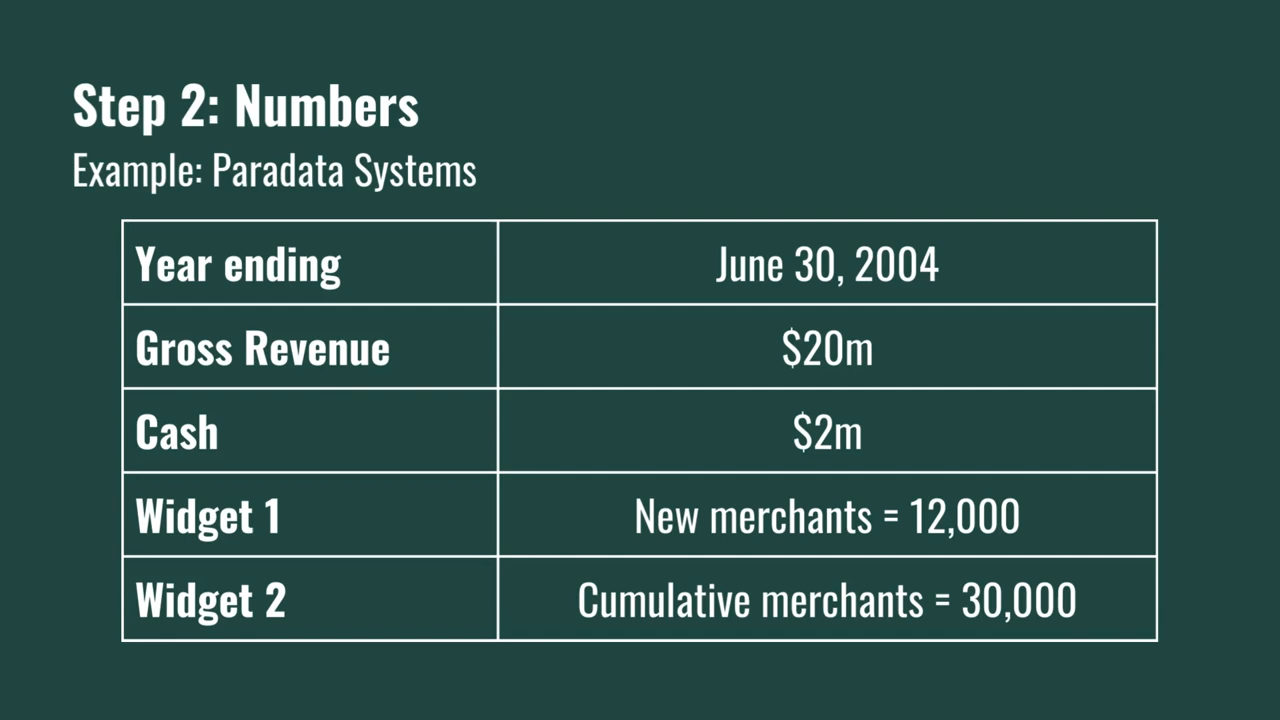 Step 2: Numbers
Example: Paradata Systems
Year ending June 30, 2004
Gross Revenue $20m
Cash $2m
Widget 1 New merchants = 12,000
Widget 2 Cumulative merchants = 30,000